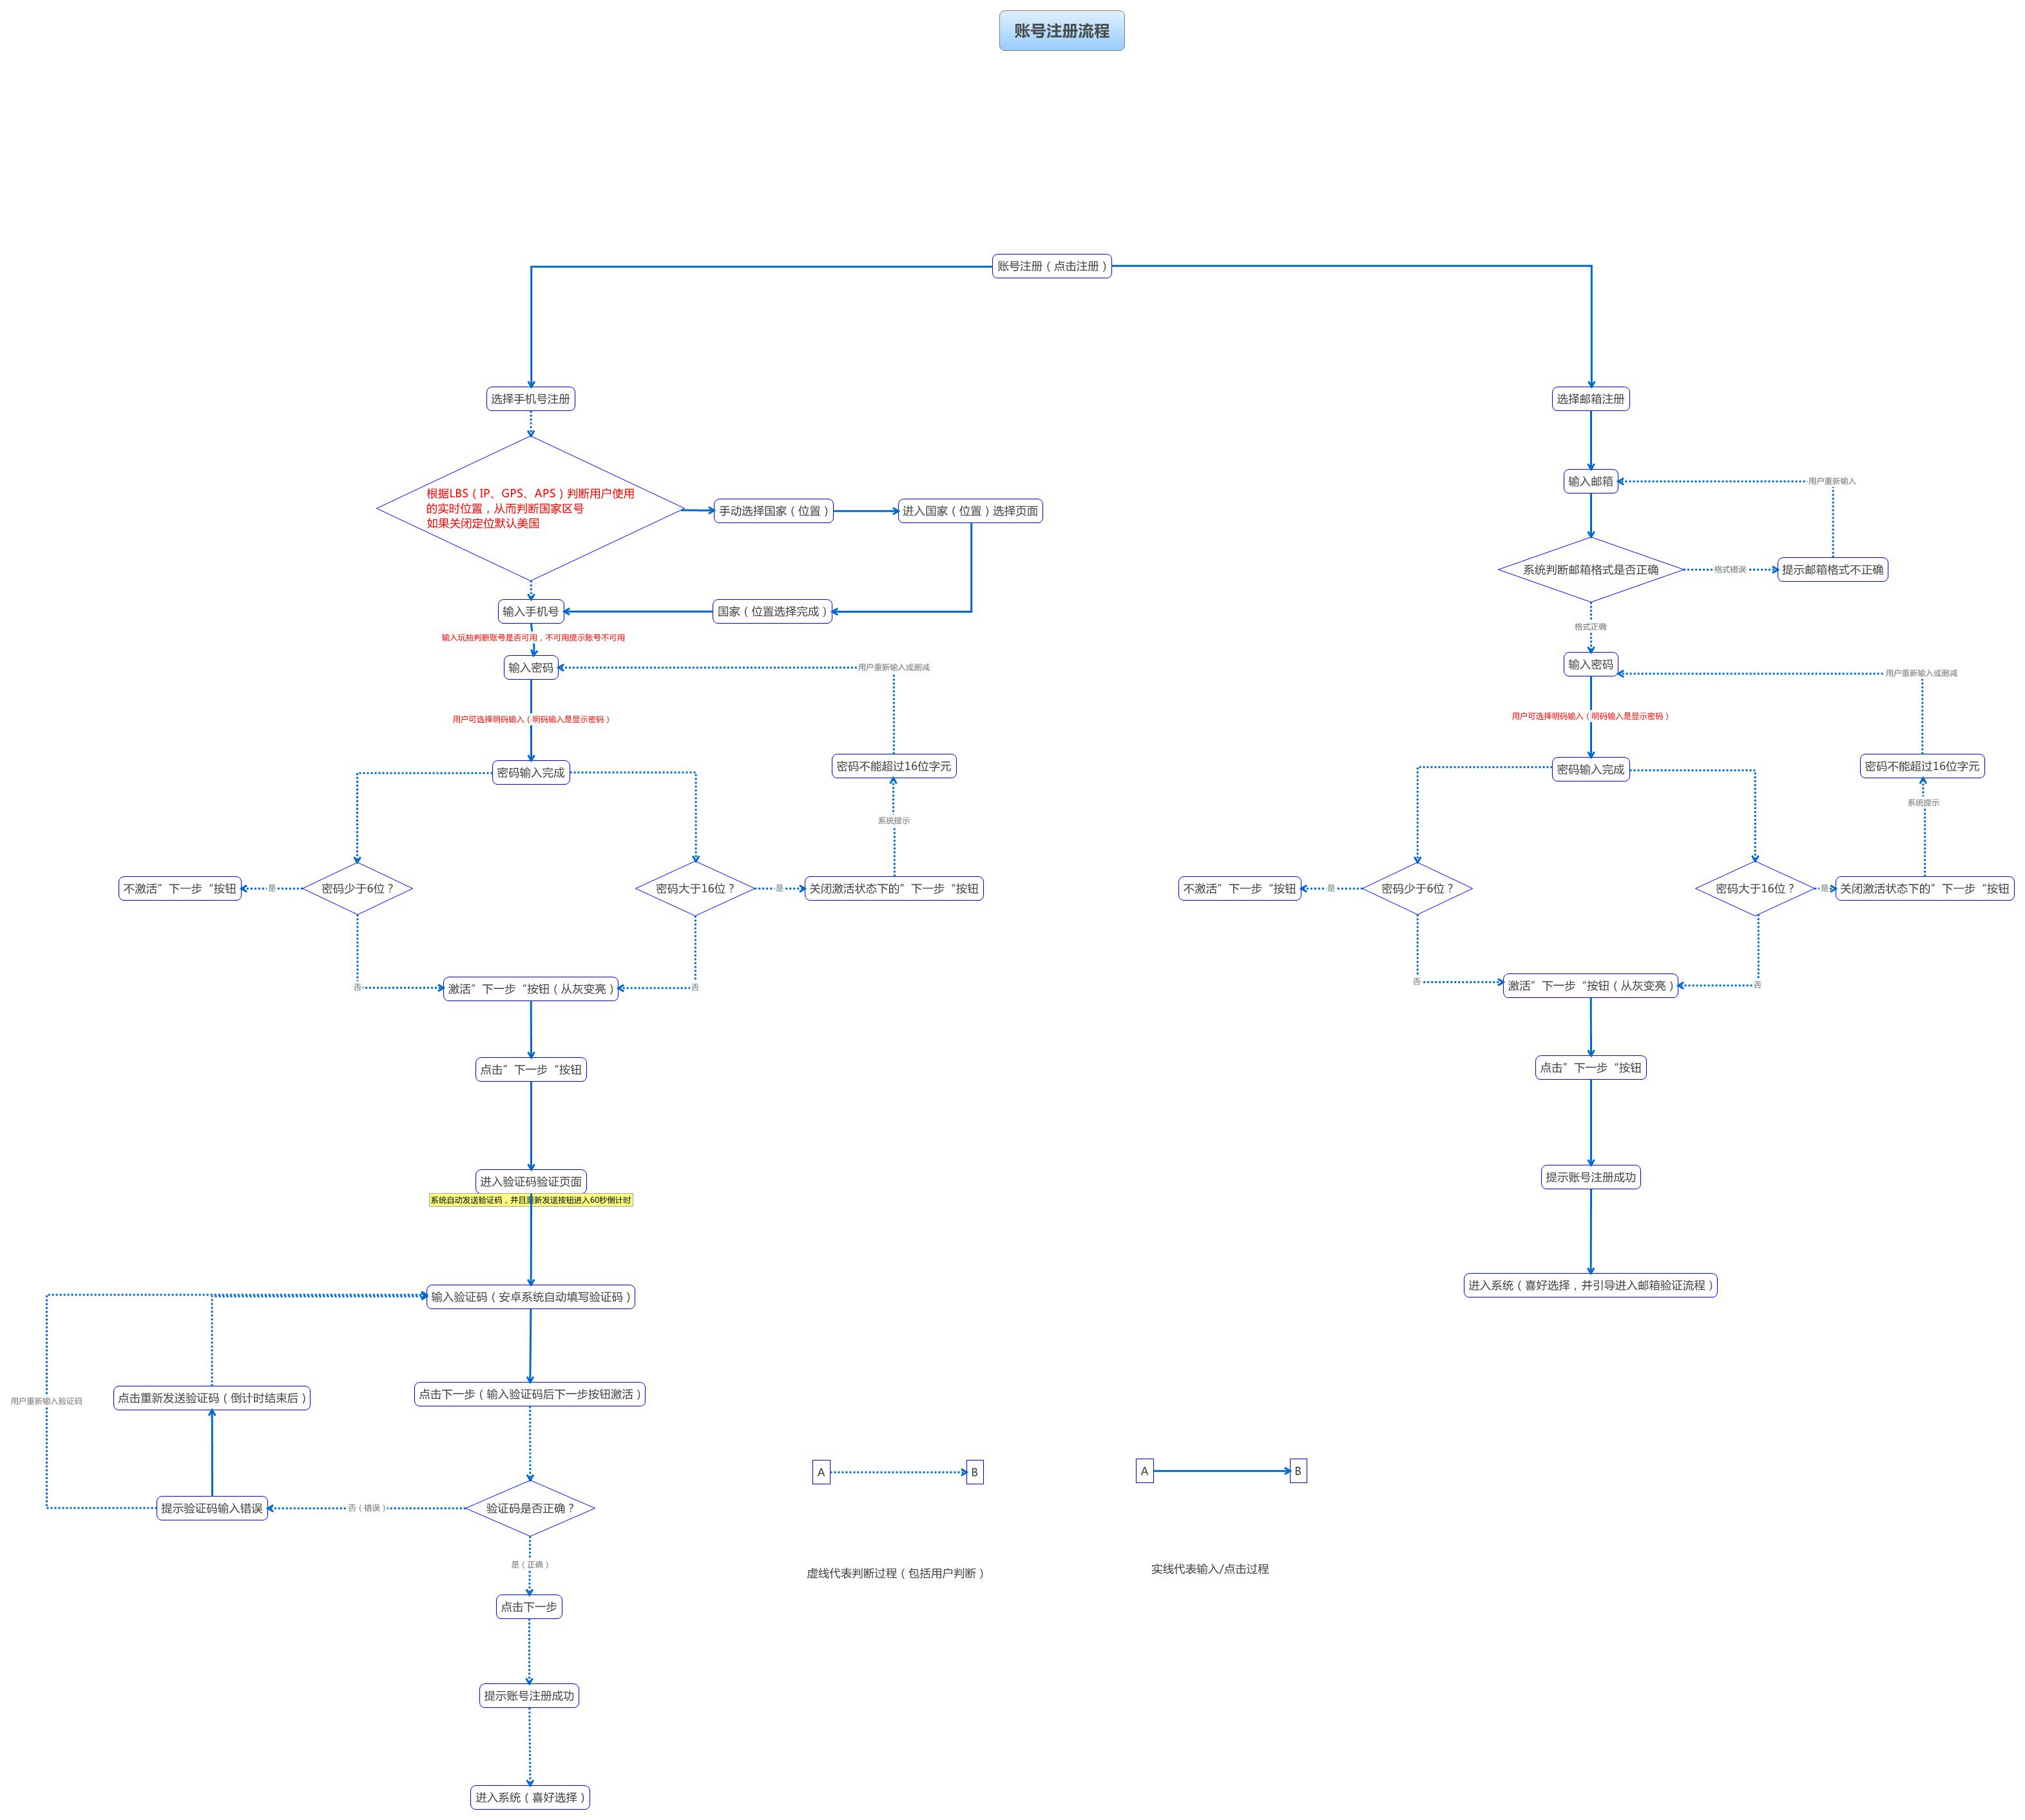 账号注册流程
账号注册（点击注册）
选择手机号注册
根据LBS（IP、GPS、APS）判断用户使用
的实时位置，从而判断国家区号
如果关闭定位默认美国
手动选择国家（位置）
进入国家（位置）选择页面
国家（位置选择完成）
输入手机号
输入玩抽判断账号是否可用，不可用提示账号不可用
输入密码
用户重新输入或删减
用户可选择明码输入（明码输入是显示密码）
密码输入完成
密码不能超过16位字元
系统提示
不激活”下一步“按钮
是
密码少于6位？
密码大于16位？
是
关闭激活状态下的”下一步“按钮
否
激活”下一步“按钮（从灰变亮）
否
点击”下一步“按钮
进入验证码验证页面
系统自动发送验证码，并且重新发送按钮进入60秒倒计时
输入验证码（安卓系统自动填写验证码）
点击下一步（输入验证码后下一步按钮激活）
点击重新发送验证码（倒计时结束后）
用户重新输入验证码
提示验证码输入错误
否（错误）
验证码是否正确？
是（正确）
点击下一步
提示账号注册成功
进入系统（喜好选择）
选择邮箱注册
输入邮箱
用户重新输入
系统判断邮箱格式是否正确
格式错误
提示邮箱格式不正确
格式正确
输入密码
用户重新输入或删减
用户可选择明码输入（明码输入是显示密码）
密码输入完成
密码不能超过16位字元
系统提示
不激活”下一步“按钮
是
密码少于6位？
密码大于16位？
是
关闭激活状态下的”下一步“按钮
否
激活”下一步“按钮（从灰变亮）
否
点击”下一步“按钮
提示账号注册成功
进入系统（喜好选择，并引导进入邮箱验证流程）
A
B
虚线代表判断过程（包括用户判断）
A
B
实线代表输入/点击过程